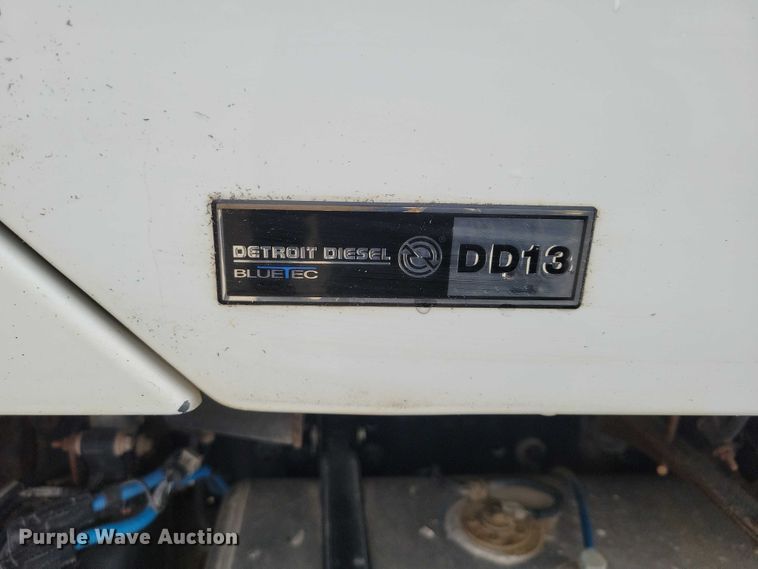 DETROIT DIESEL
BLUETEC
® DD13
Purple Wave Auction